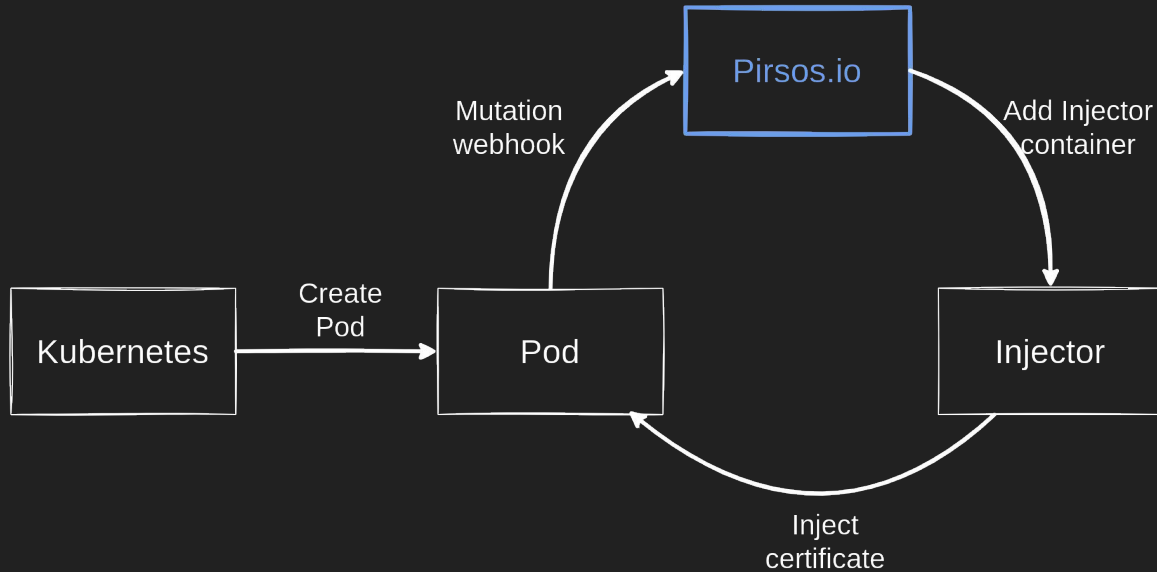 Pirsos.io
Mutation
webhook
Add Injector
container
Create
Pod
Kubernetes
Pod
Injector
Inject
certificate